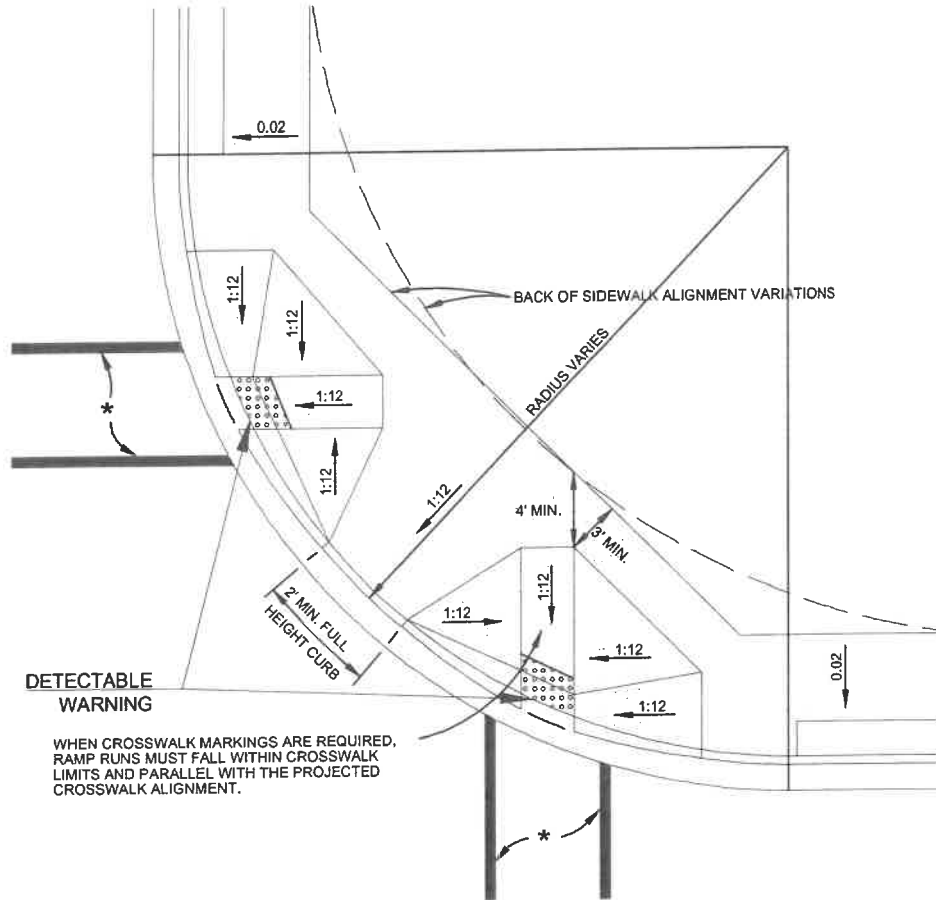 0.02
1:12
1:12
BACK OF SIDEWALK ALIGNMENT VARIATIONS
RADIUS VARIES
*
1:12
1:12
1:12
4' MIN.
3' MIN.
1:12
1:12
1:12
1:12
2' MIN. FULL
HEIGHT CURB
0.02
DETECTABLE
WARNING
WHEN CROSSWALK MARKINGS ARE REQUIRED,
RAMP RUNS MUST FALL WITHIN CROSSWALK
LIMITS AND PARALLEL WITH THE PROJECTED
CROSSWALK ALIGNMENT.
*